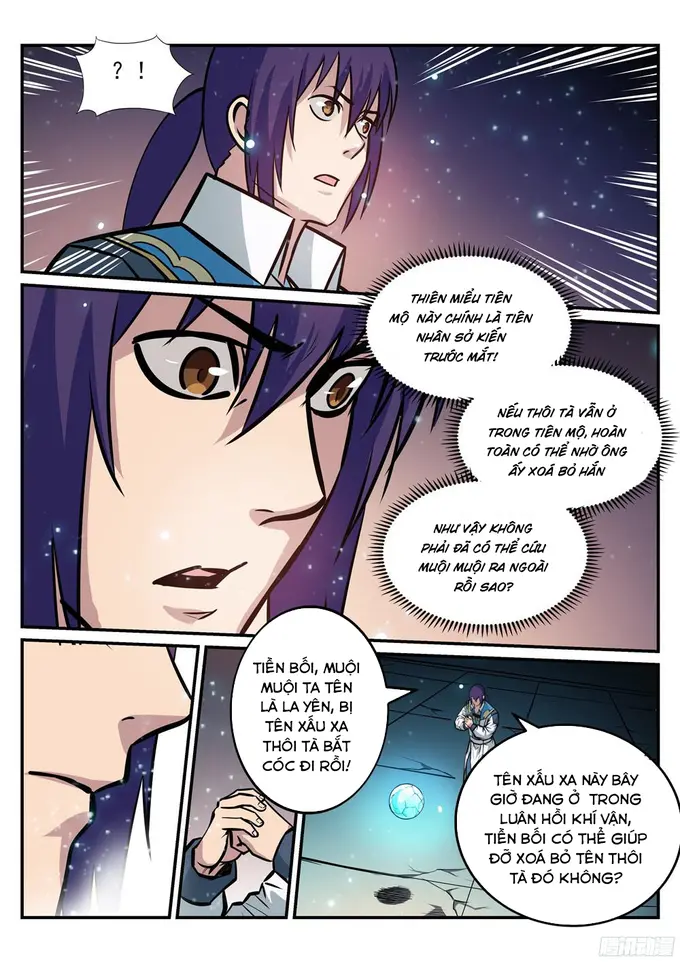 ? !
THIÊN MIỂU TIÊN
MỘ NÀY CHÍNH LÀ TIÊN
NHÂN SỞ KIẾN
TRƯỚC MẮT!
NẾU THÔI TÀ VẪN Ở
TRONG TIÊN MỘ, HOÀN
TOÀN CÓ THỂ NHỜ ÔNG
ẤY XOÁ BỎ HẮN
NHƯ VẬY KHÔNG
PHẢI ĐÃ CÓ THỂ CỨU
MUỘI MUỘI RA NGOÀI
RỒI SAO?
TIỀN BỐI, MUỘI
MUỘI TA TÊN
LÀ LA YÊN, BỊ
TÊN XẤU XA
THÔI TÀ BẮT
CÓC ĐI RỒI!
TÊN XẤU XA NÀY BÂY
GIỜ ĐANG Ở TRONG
LUÂN HỒI KHÍ VẬN,
TIỀN BỐI CÓ THỂ GIÚP
ĐỠ XOÁ BỎ TÊN THÔI
TÀ ĐÓ KHÔNG?
腾讯动漫